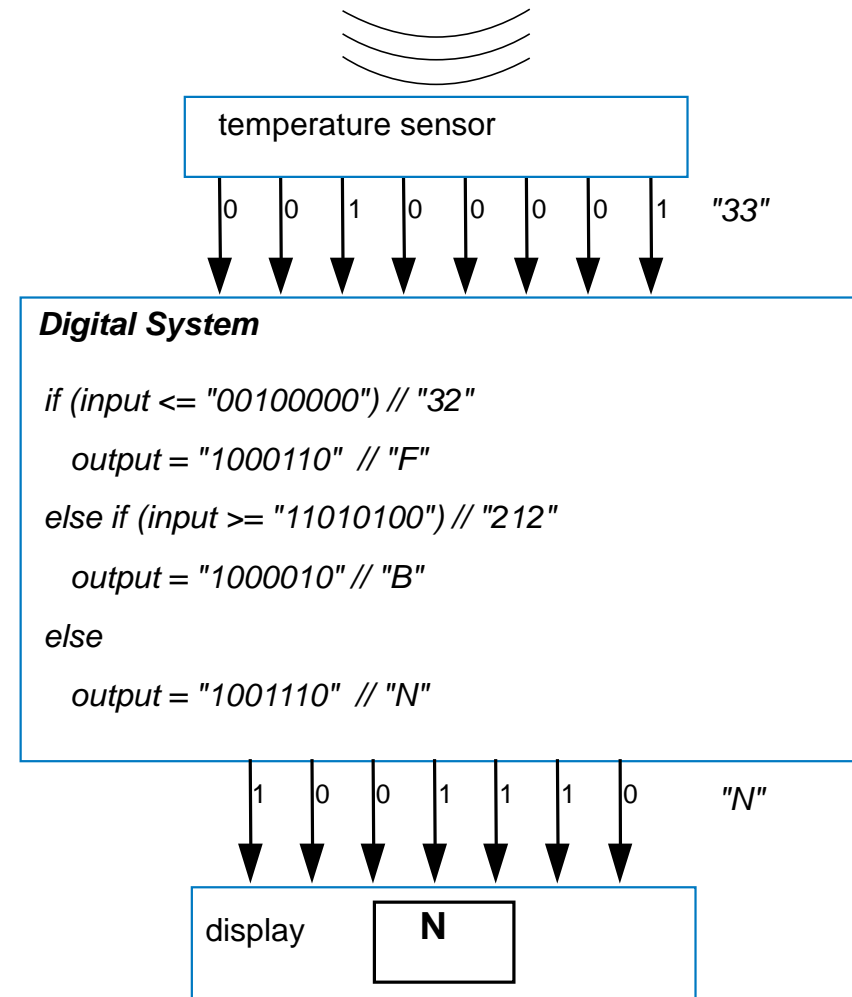 temperature sensor
0 0 1 0 0 0 0 1 "33"
Digital System
if (input <= "00100000") // "32"
output = "1000110" // "F"
else if (input >= "11010100") // "212"
output = "1000010" // "B"
else
output = "1001110" // "N"
1 0 0 1 1 1 0 "N"
display N